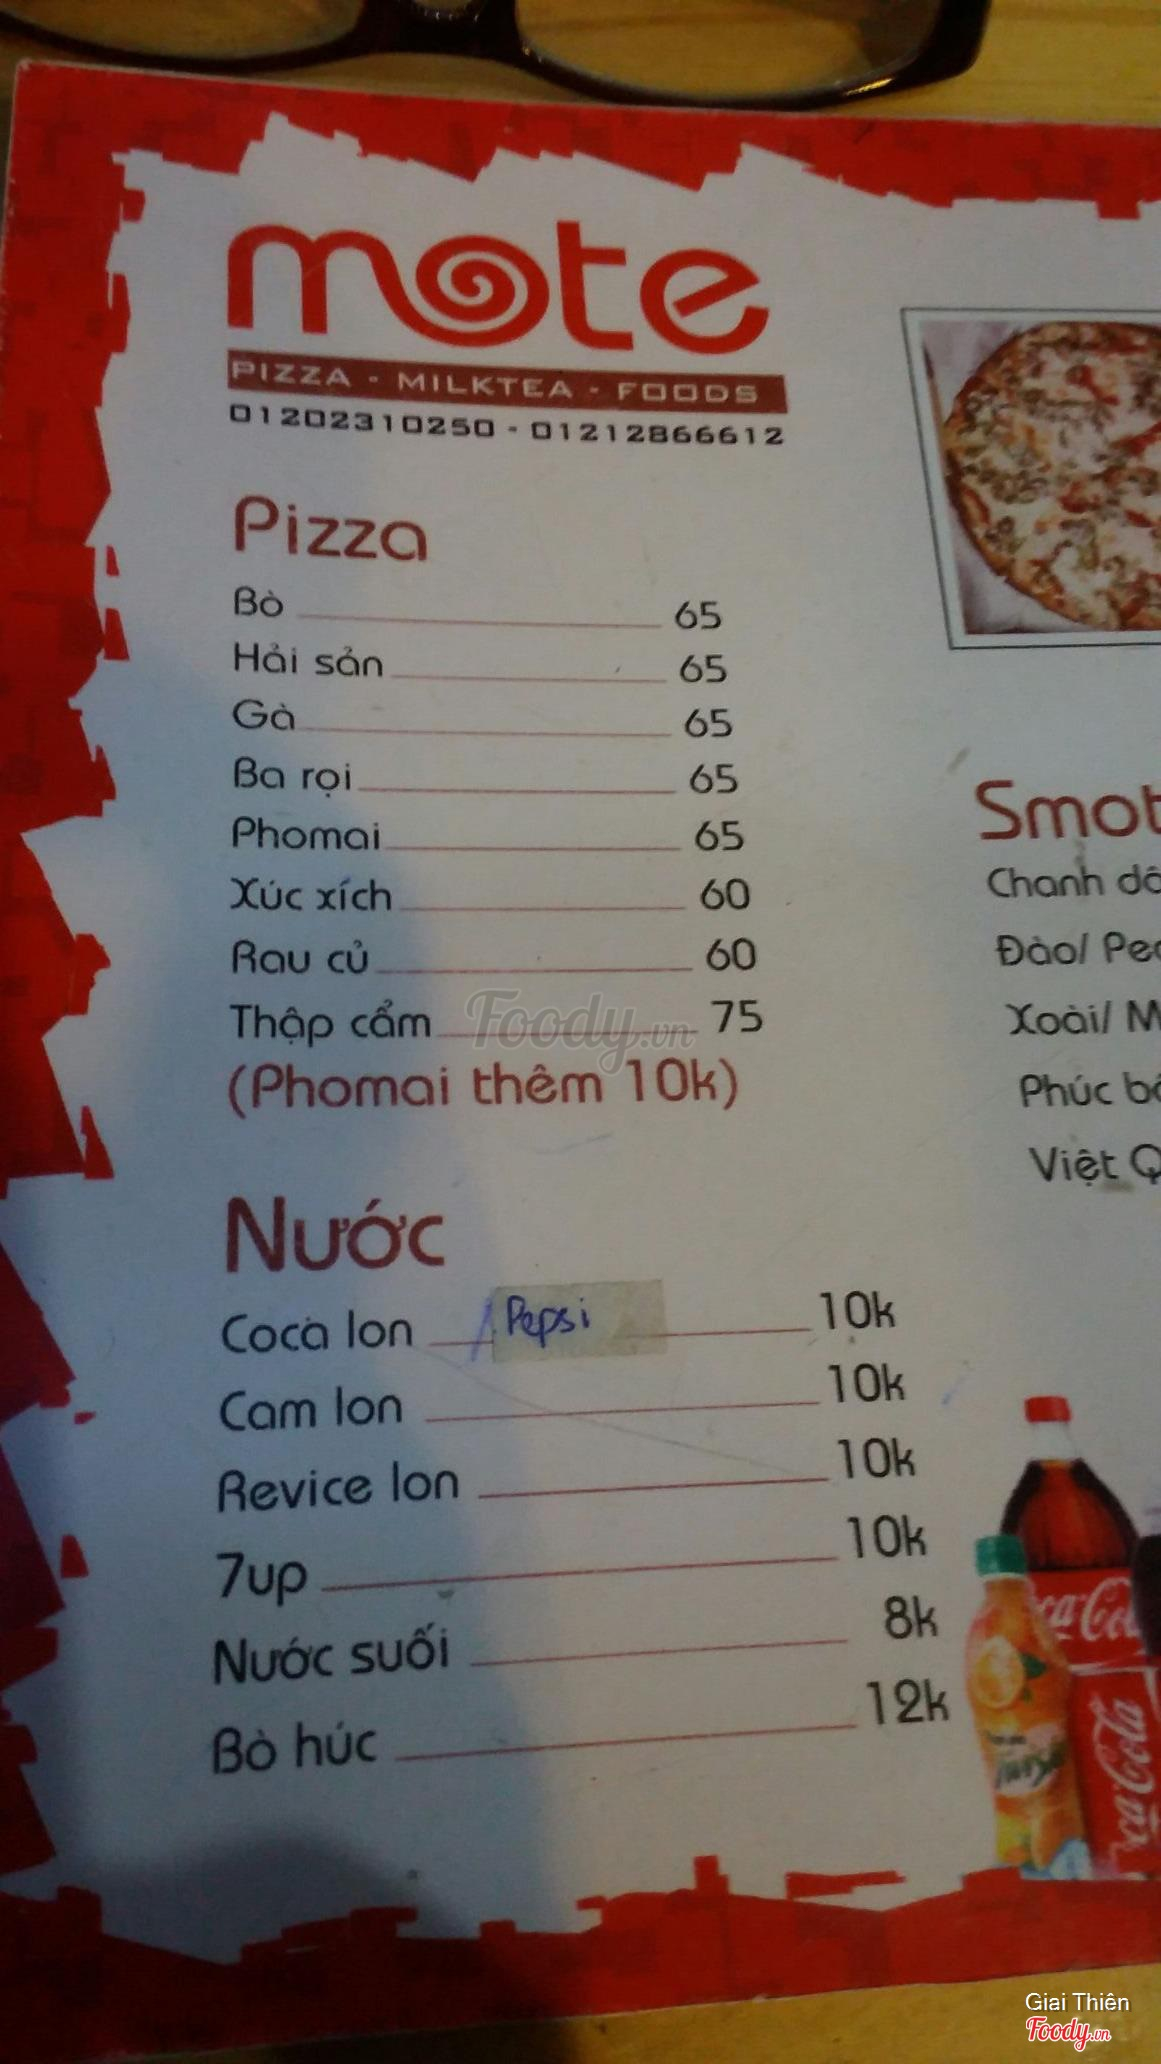 mote
PIZZA - MILKTEA - FOODS
01202310250 - 01212866612
Pizza
Bò 65
Hải sản 65
Gà 65
Ba rọi 65
Phomai 65
Xúc xích 60
Rau củ 60
Thập cẩm 75
(Phomai thêm 10k)
Foody.vn
Nước
Coca lon / Pepsi 10k
Cam lon 10k
Revice lon 10k
7up 10k
Nước suối 8k
Bò húc 12k
Chanh
Đào/
Xoài/
Phúc
Việt
Coca-Cola
Giai Thiên
Foody.vn